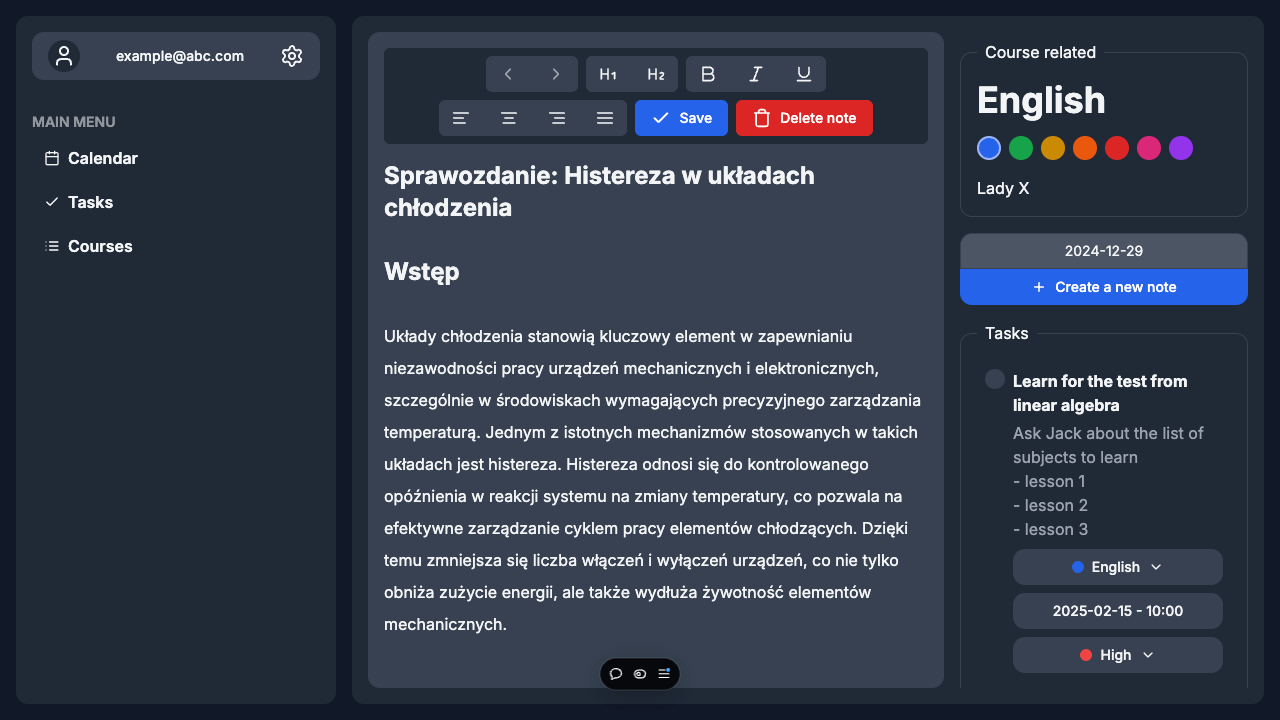 example@abc.com
MAIN MENU
Calendar
Tasks
Courses
H1
H2
B
I
U
Save
Delete note
Sprawozdanie: Histereza w układach
chłodzenia
Wstęp
Układy chłodzenia stanowią kluczowy element w zapewnianiu
niezawodności pracy urządzeń mechanicznych i elektronicznych,
szczególnie w środowiskach wymagających precyzyjnego zarządzania
temperaturą. Jednym z istotnych mechanizmów stosowanych w takich
układach jest histereza. Histereza odnosi się do kontrolowanego
opóźnienia w reakcji systemu na zmiany temperatury, co pozwala na
efektywne zarządzanie cyklem pracy elementów chłodzących. Dzięki
temu zmniejsza się liczba włączeń i wyłączeń urządzeń, co nie tylko
obniża zużycie energii, ale także wydłuża żywotność elementów
mechanicznych.
Course related
English
Lady X
2024-12-29
Create a new note
Tasks
Learn for the test from
linear algebra
Ask Jack about the list of
subjects to learn
- lesson 1
- lesson 2
- lesson 3
English
2025-02-15 - 10:00
High